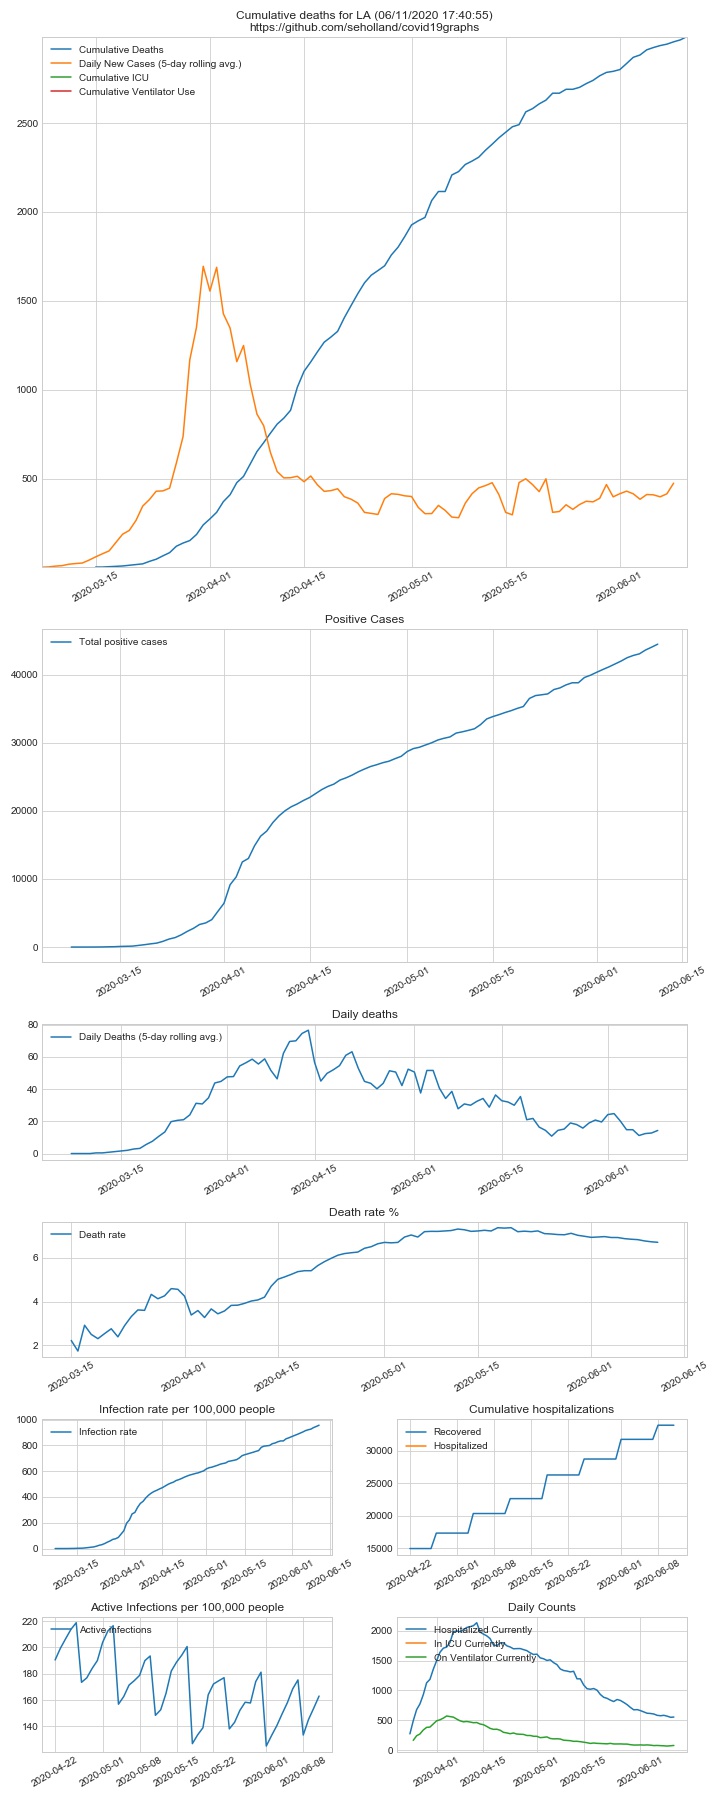 Cumulative deaths for LA (06/11/2020 17:40:55)
https://github.com/seholland/covid19graphs
Cumulative Deaths
Daily New Cases (5-day rolling avg.)
Cumulative ICU
Cumulative Ventilator Use
2500
2000
1500
1000
500
2020-03-15 2020-04-01 2020-04-15 2020-05-01 2020-05-15 2020-06-01
Positive Cases
Total positive cases
40000
30000
20000
10000
0
2020-03-15 2020-04-01 2020-04-15 2020-05-01 2020-05-15 2020-06-01 2020-06-15
Daily deaths
80
Daily Deaths (5-day rolling avg.)
60
40
20
0
2020-03-15 2020-04-01 2020-04-15 2020-05-01 2020-05-15 2020-06-01
Death rate %
Death rate
6
4
2
2020-03-15 2020-04-01 2020-04-15 2020-05-01 2020-05-15 2020-06-01 2020-06-15
Infection rate per 100,000 people
1000
Infection rate
800
600
400
200
0
2020-03-15 2020-04-01 2020-04-15 2020-05-01 2020-05-15 2020-06-01 2020-06-15
Cumulative hospitalizations
Recovered
Hospitalized
30000
25000
20000
15000
2020-04-22 2020-05-01 2020-05-08 2020-05-15 2020-05-22 2020-06-01 2020-06-08
Active Infections per 100,000 people
220
Active Infections
200
180
160
140
2020-04-22 2020-05-01 2020-05-08 2020-05-15 2020-05-22 2020-06-01 2020-06-08
Daily Counts
Hospitalized Currently
In ICU Currently
On Ventilator Currently
2000
1500
1000
500
0
2020-04-01 2020-04-15 2020-05-01 2020-05-15 2020-06-01